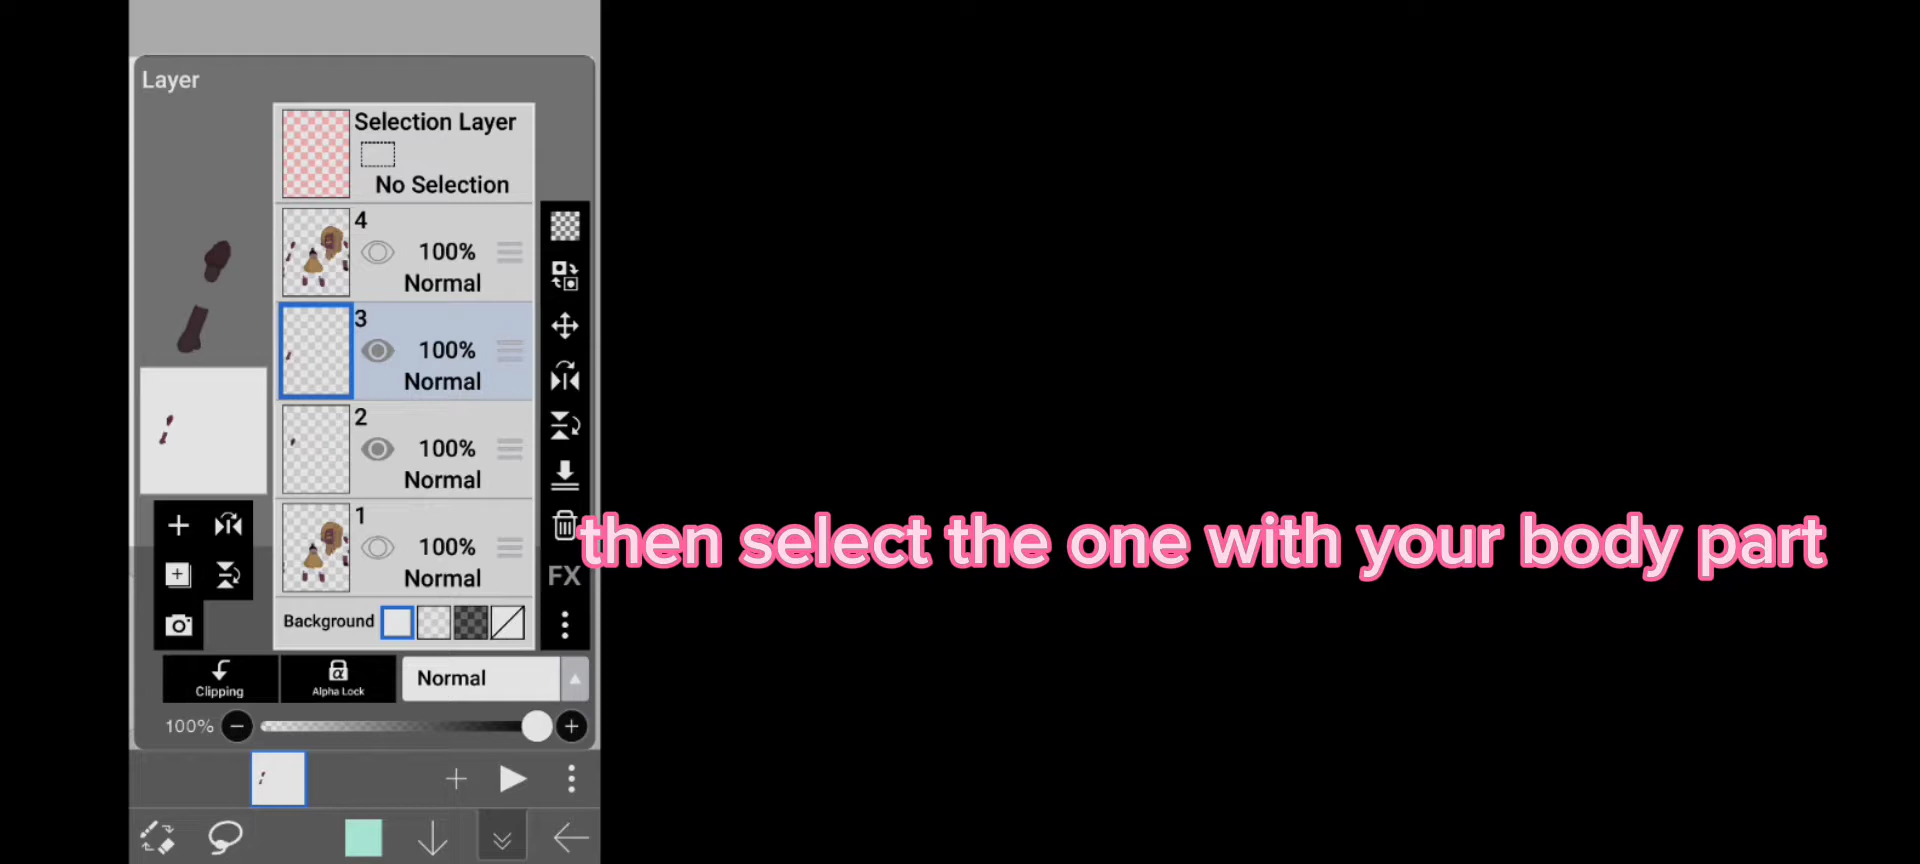 Layer
Selection Layer
No Selection
4
100%
Normal
3
100%
Normal
2
100%
Normal
1
100%
Normal
then select the one with your body part
FX
Background
Clipping
α
Alpha Lock
Normal
100%